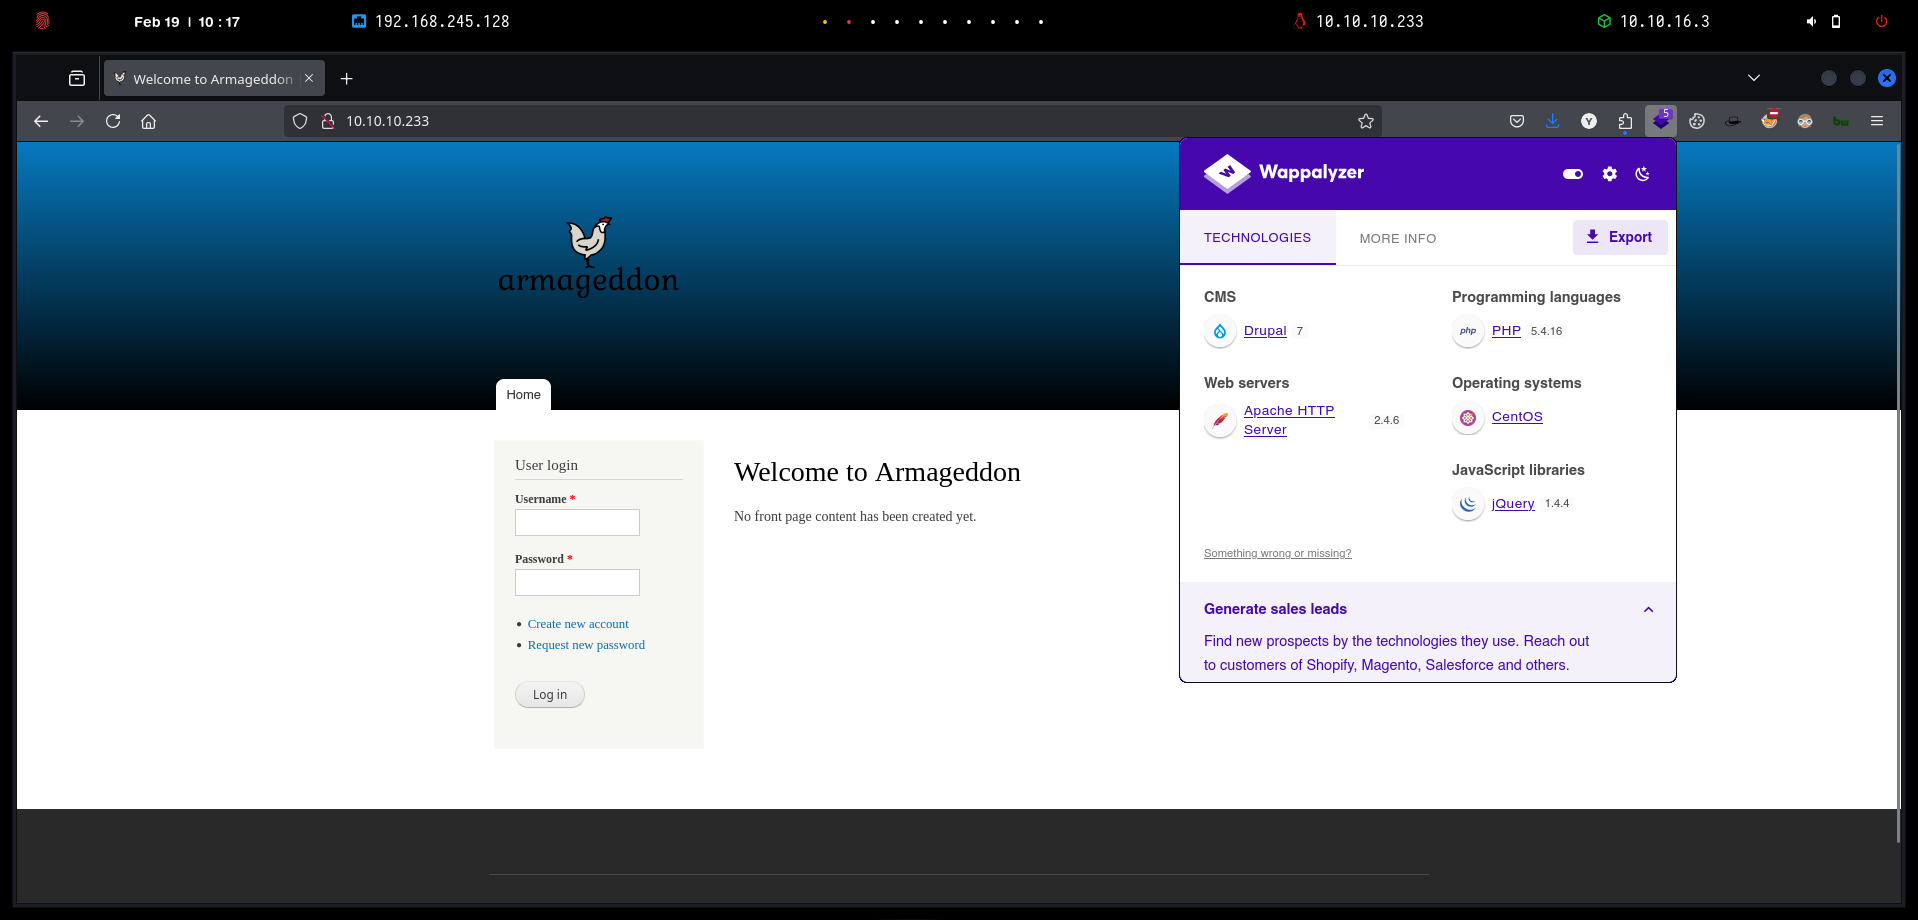 Feb 19 | 10 : 17
192.168.245.128
10.10.10.233
10.10.16.3
Welcome to Armageddon
10.10.10.233
5
Y
bw
armageddon
Home
User login
Username *
Password *
Create new account
Request new password
Log in
Welcome to Armageddon
No front page content has been created yet.
Wappalyzer
TECHNOLOGIES
MORE INFO
Export
CMS
Drupal 7
Web servers
Apache HTTP
Server
2.4.6
Programming languages
php PHP 5.4.16
Operating systems
CentOS
JavaScript libraries
jQuery 1.4.4
Something wrong or missing?
Generate sales leads
Find new prospects by the technologies they use. Reach out
to customers of Shopify, Magento, Salesforce and others.